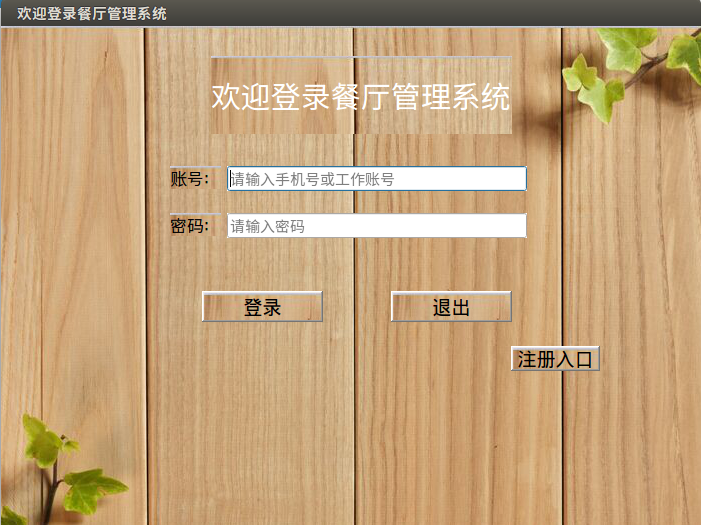 欢迎登录餐厅管理系统
欢迎登录餐厅管理系统
账号: 请输入手机号或工作账号
密码: 请输入密码
登录 退出
注册入口